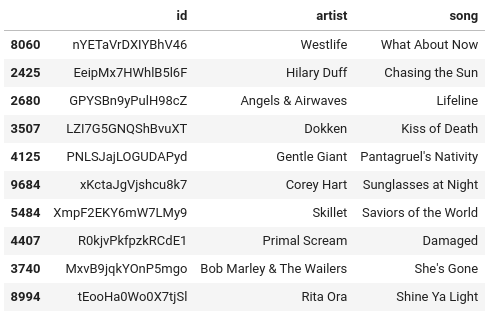 id artist song
8060 nYETaVrDXIYBhV46 Westlife What About Now
2425 EeipMx7HWhlB5l6F Hilary Duff Chasing the Sun
2680 GPYSBn9yPulH98cZ Angels & Airwaves Lifeline
3507 LZI7G5GNQShBvuXT Dokken Kiss of Death
4125 PNLSJajLOGUDAPyd Gentle Giant Pantagruel's Nativity
9684 xKctaJgVjshcu8k7 Corey Hart Sunglasses at Night
5484 XmpF2EKY6mW7LMy9 Skillet Saviors of the World
4407 R0kjvPkfpzkRCdE1 Primal Scream Damaged
3740 MxvB9jqkYOnP5mgo Bob Marley & The Wailers She's Gone
8994 tEooHa0Wo0X7tjSl Rita Ora Shine Ya Light